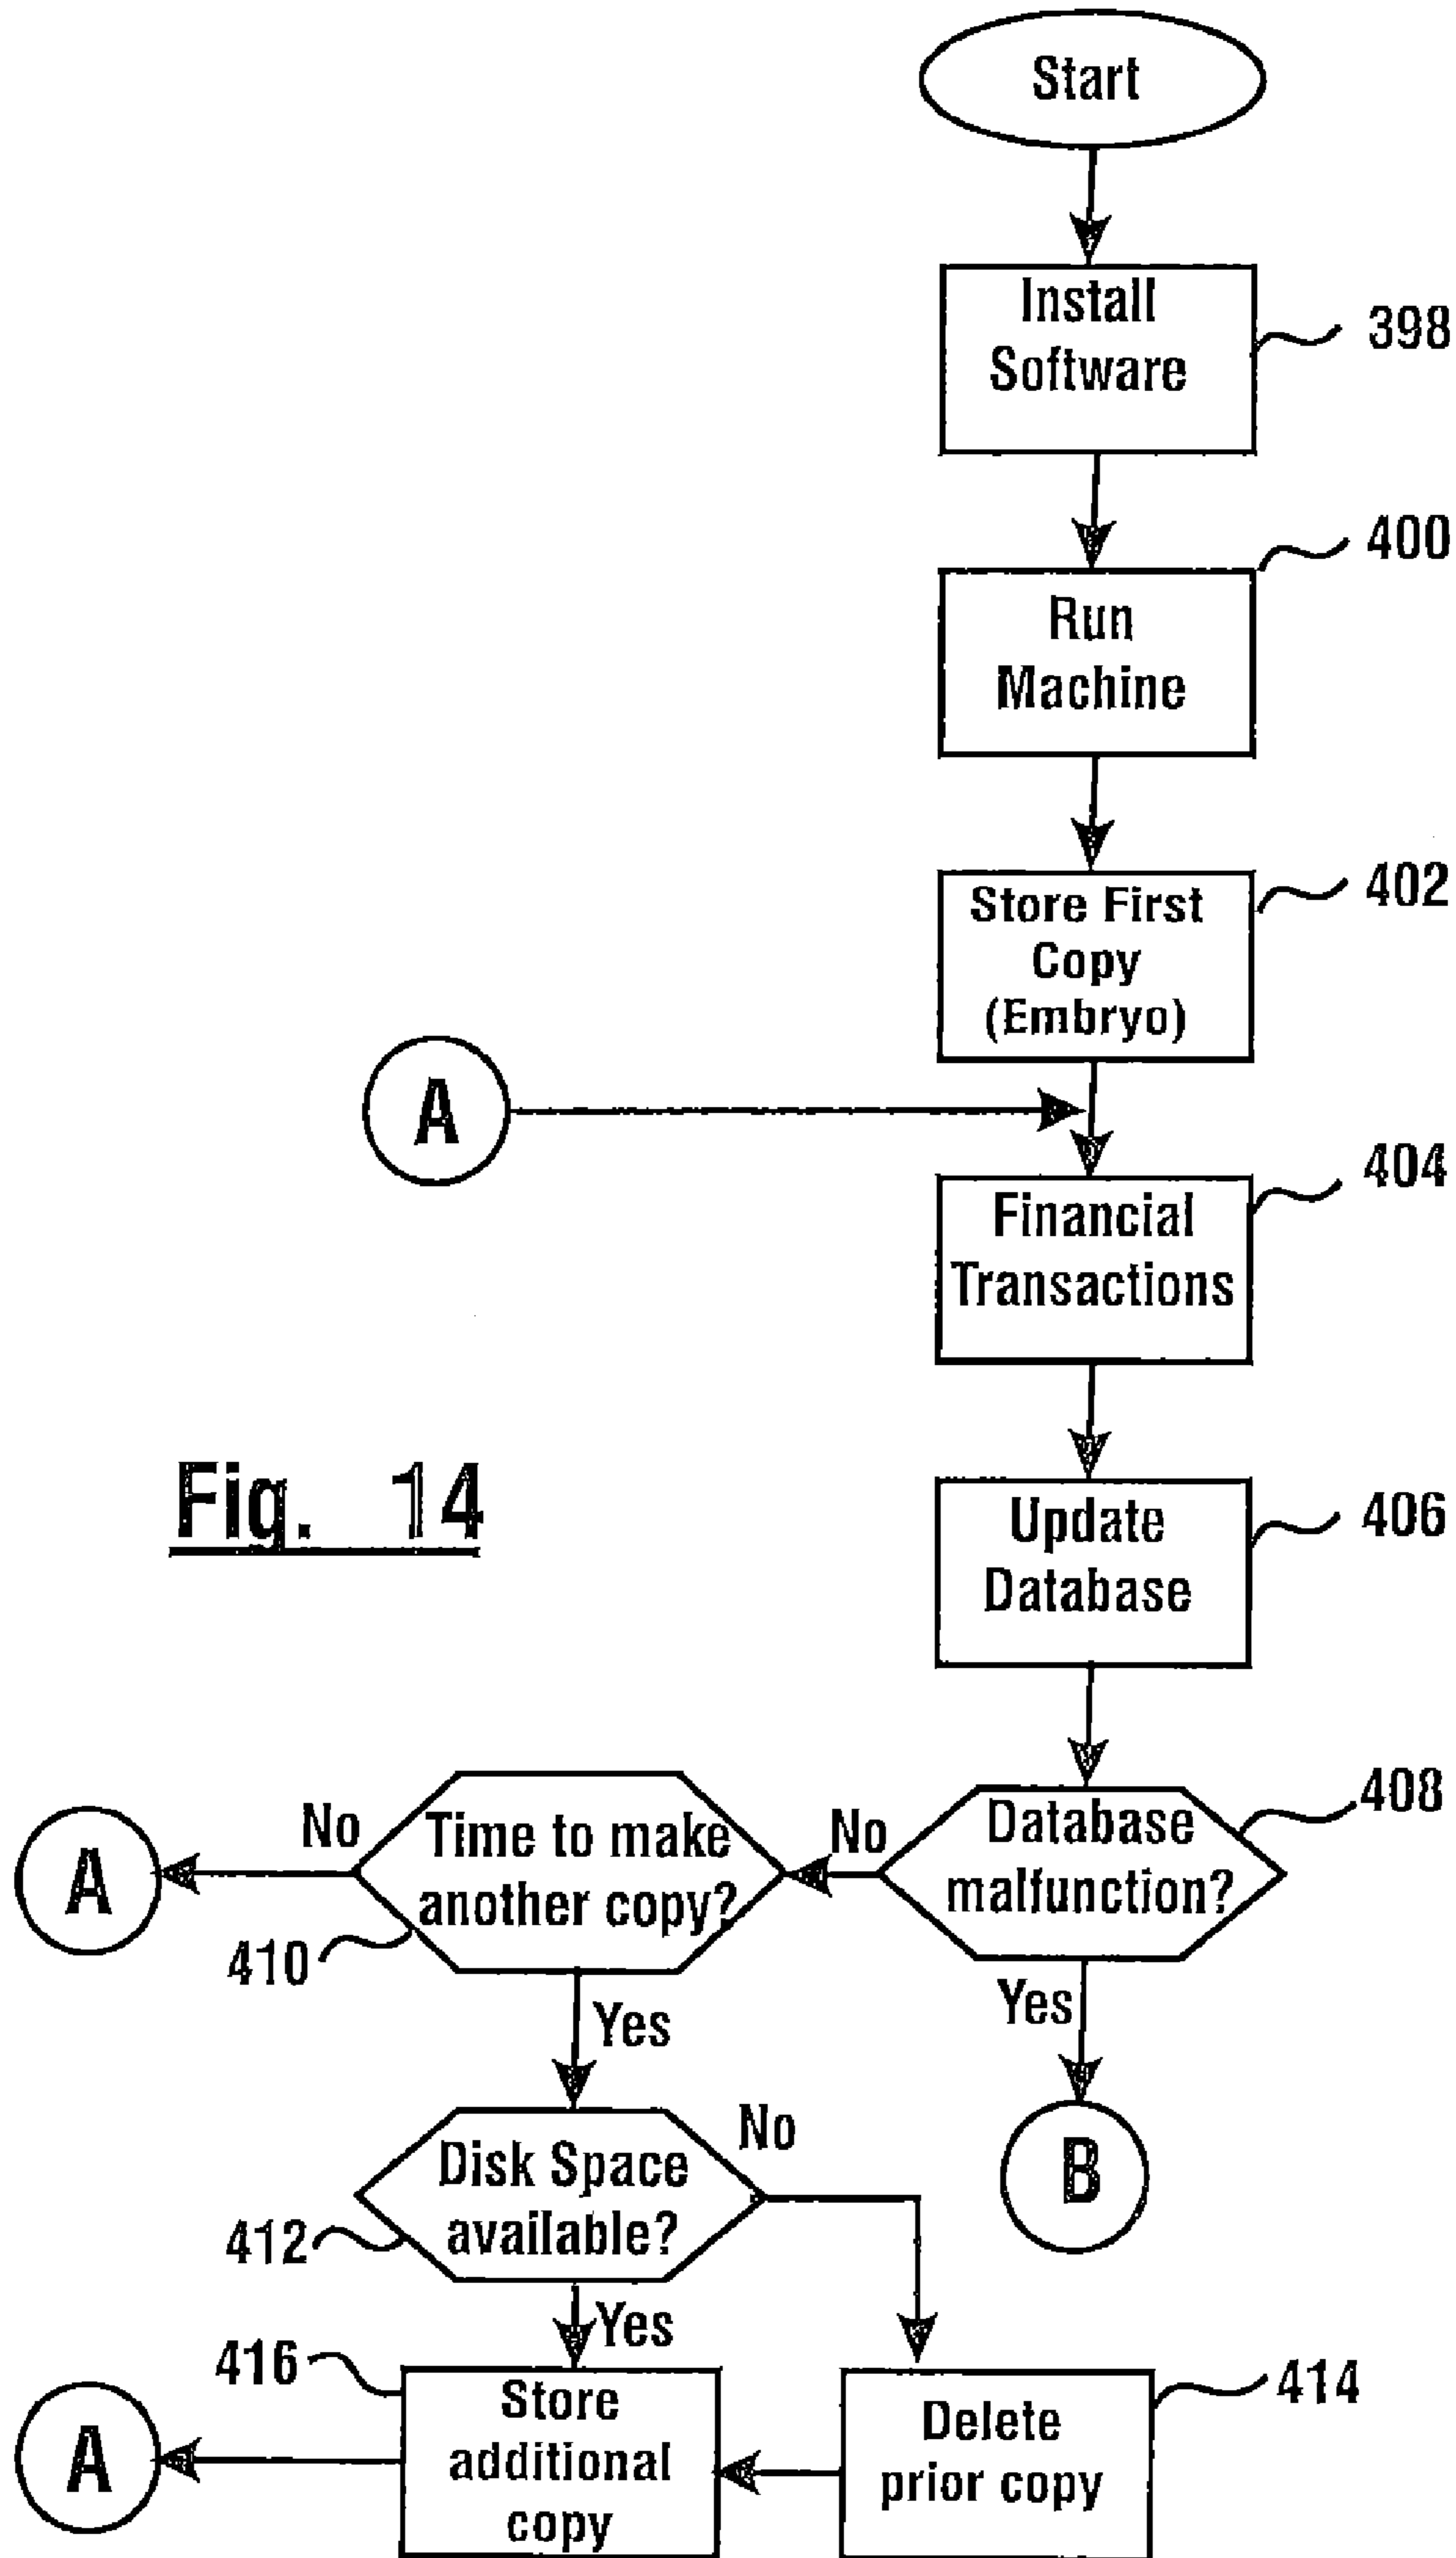 Start
Install
Software
398
400
Run
Machine
402
Store First
Copy
(Embryo)
A
404
Financial
Transactions
Fig. 14
406
Update
Database
408
Database
malfunction?
No
Time to make
another copy?
No
A
410
Yes
Yes
B
Disk Space
available?
No
412
Yes
416
Store
additional
copy
A
414
Delete
prior copy